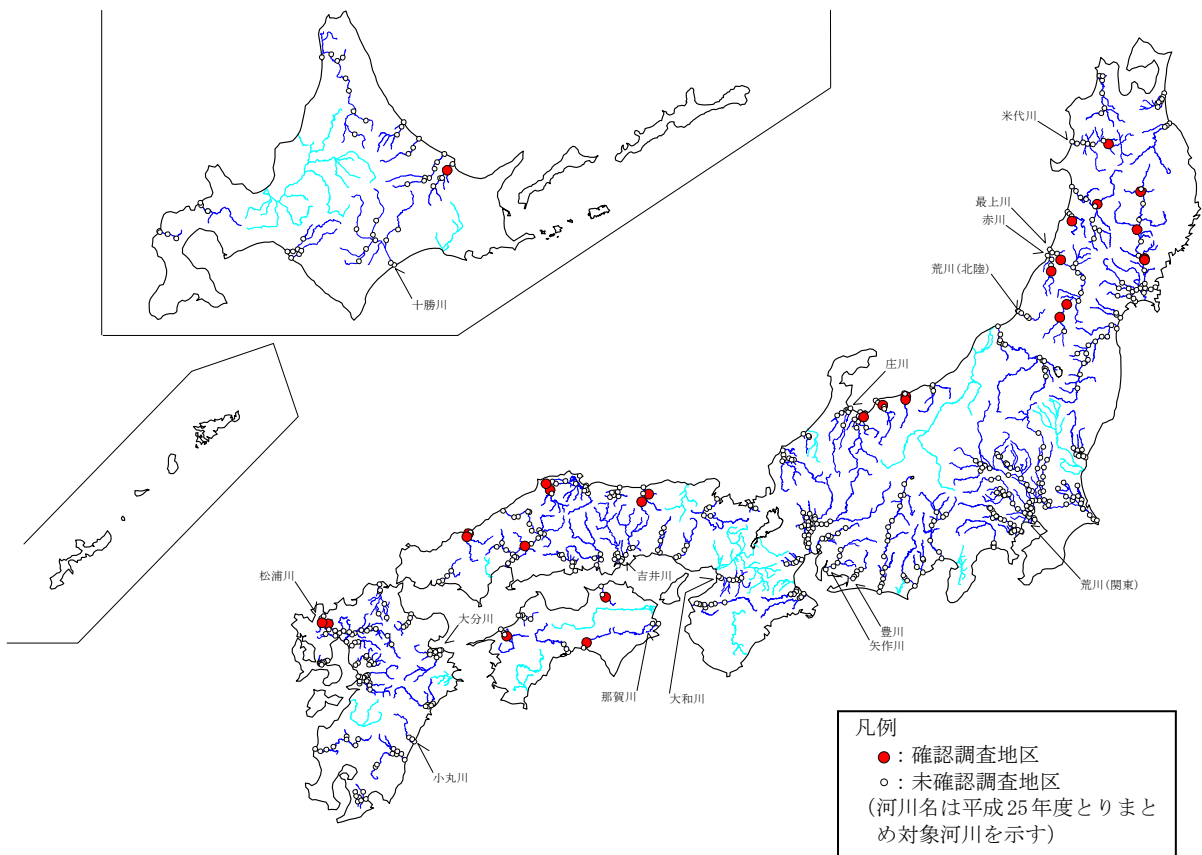 米代川
最上川
赤川
荒川(北陸)
十勝川
庄川
吉井川
荒川(関東)
松浦川
大分川
豊川
矢作川
那賀川
大和川
小丸川
凡例
：確認調査地区
：未確認調査地区
(河川名は平成25年度とりまと
め対象河川を示す)